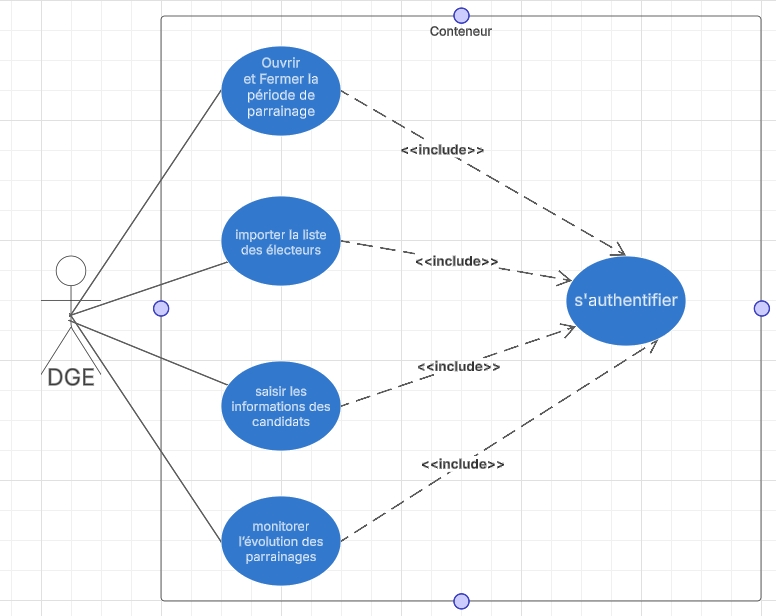 Conteneur
Ouvrir
et Fermer la
période de
parrainage
<<include>>
importer la liste
des électeurs
<<include>>
s'authentifier
DGE
saisir les
informations des
candidats
<<include>>
<<include>>
monitorer
l'évolution des
parrainages